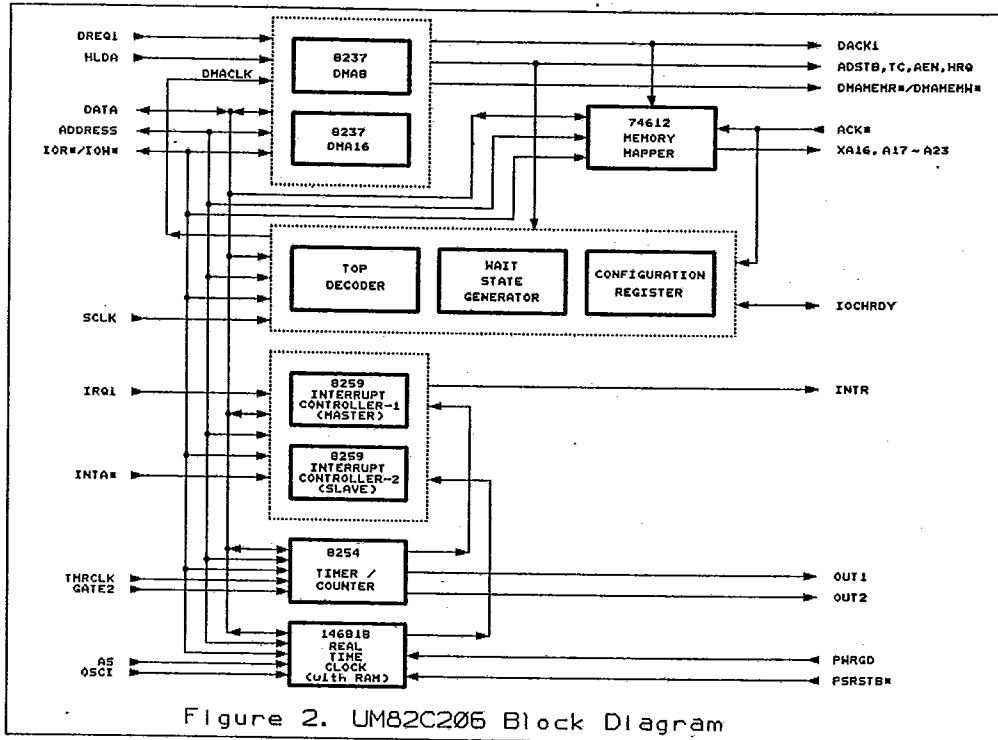 DREQ1
HLDA
DMACLK
DATA
ADDRESS
IOR#/IOW#
8237
DMA8
8237
DMA16
DACK1
ADSTB,TC,AEN,HRQ
DMAMEMR#/DMAMEMW#
74612
MEMORY
MAPPER
ACK#
XA16, A17~A23
TOP
DECODER
WAIT
STATE
GENERATOR
CONFIGURATION
REGISTER
SCLK
IOCHRDY
IRQ1
INTA#
8259
INTERRUPT
CONTROLLER-1
(MASTER)
8259
INTERRUPT
CONTROLLER-2
(SLAVE)
INTR
8254
TIMER /
COUNTER
TMRCLK
GATE2
OUT1
OUT2
146818
REAL
TIME
CLOCK
(with RAM)
AS
OSCI
PWRGD
PSRSTB#
Figure 2. UM82C206 Block Diagram